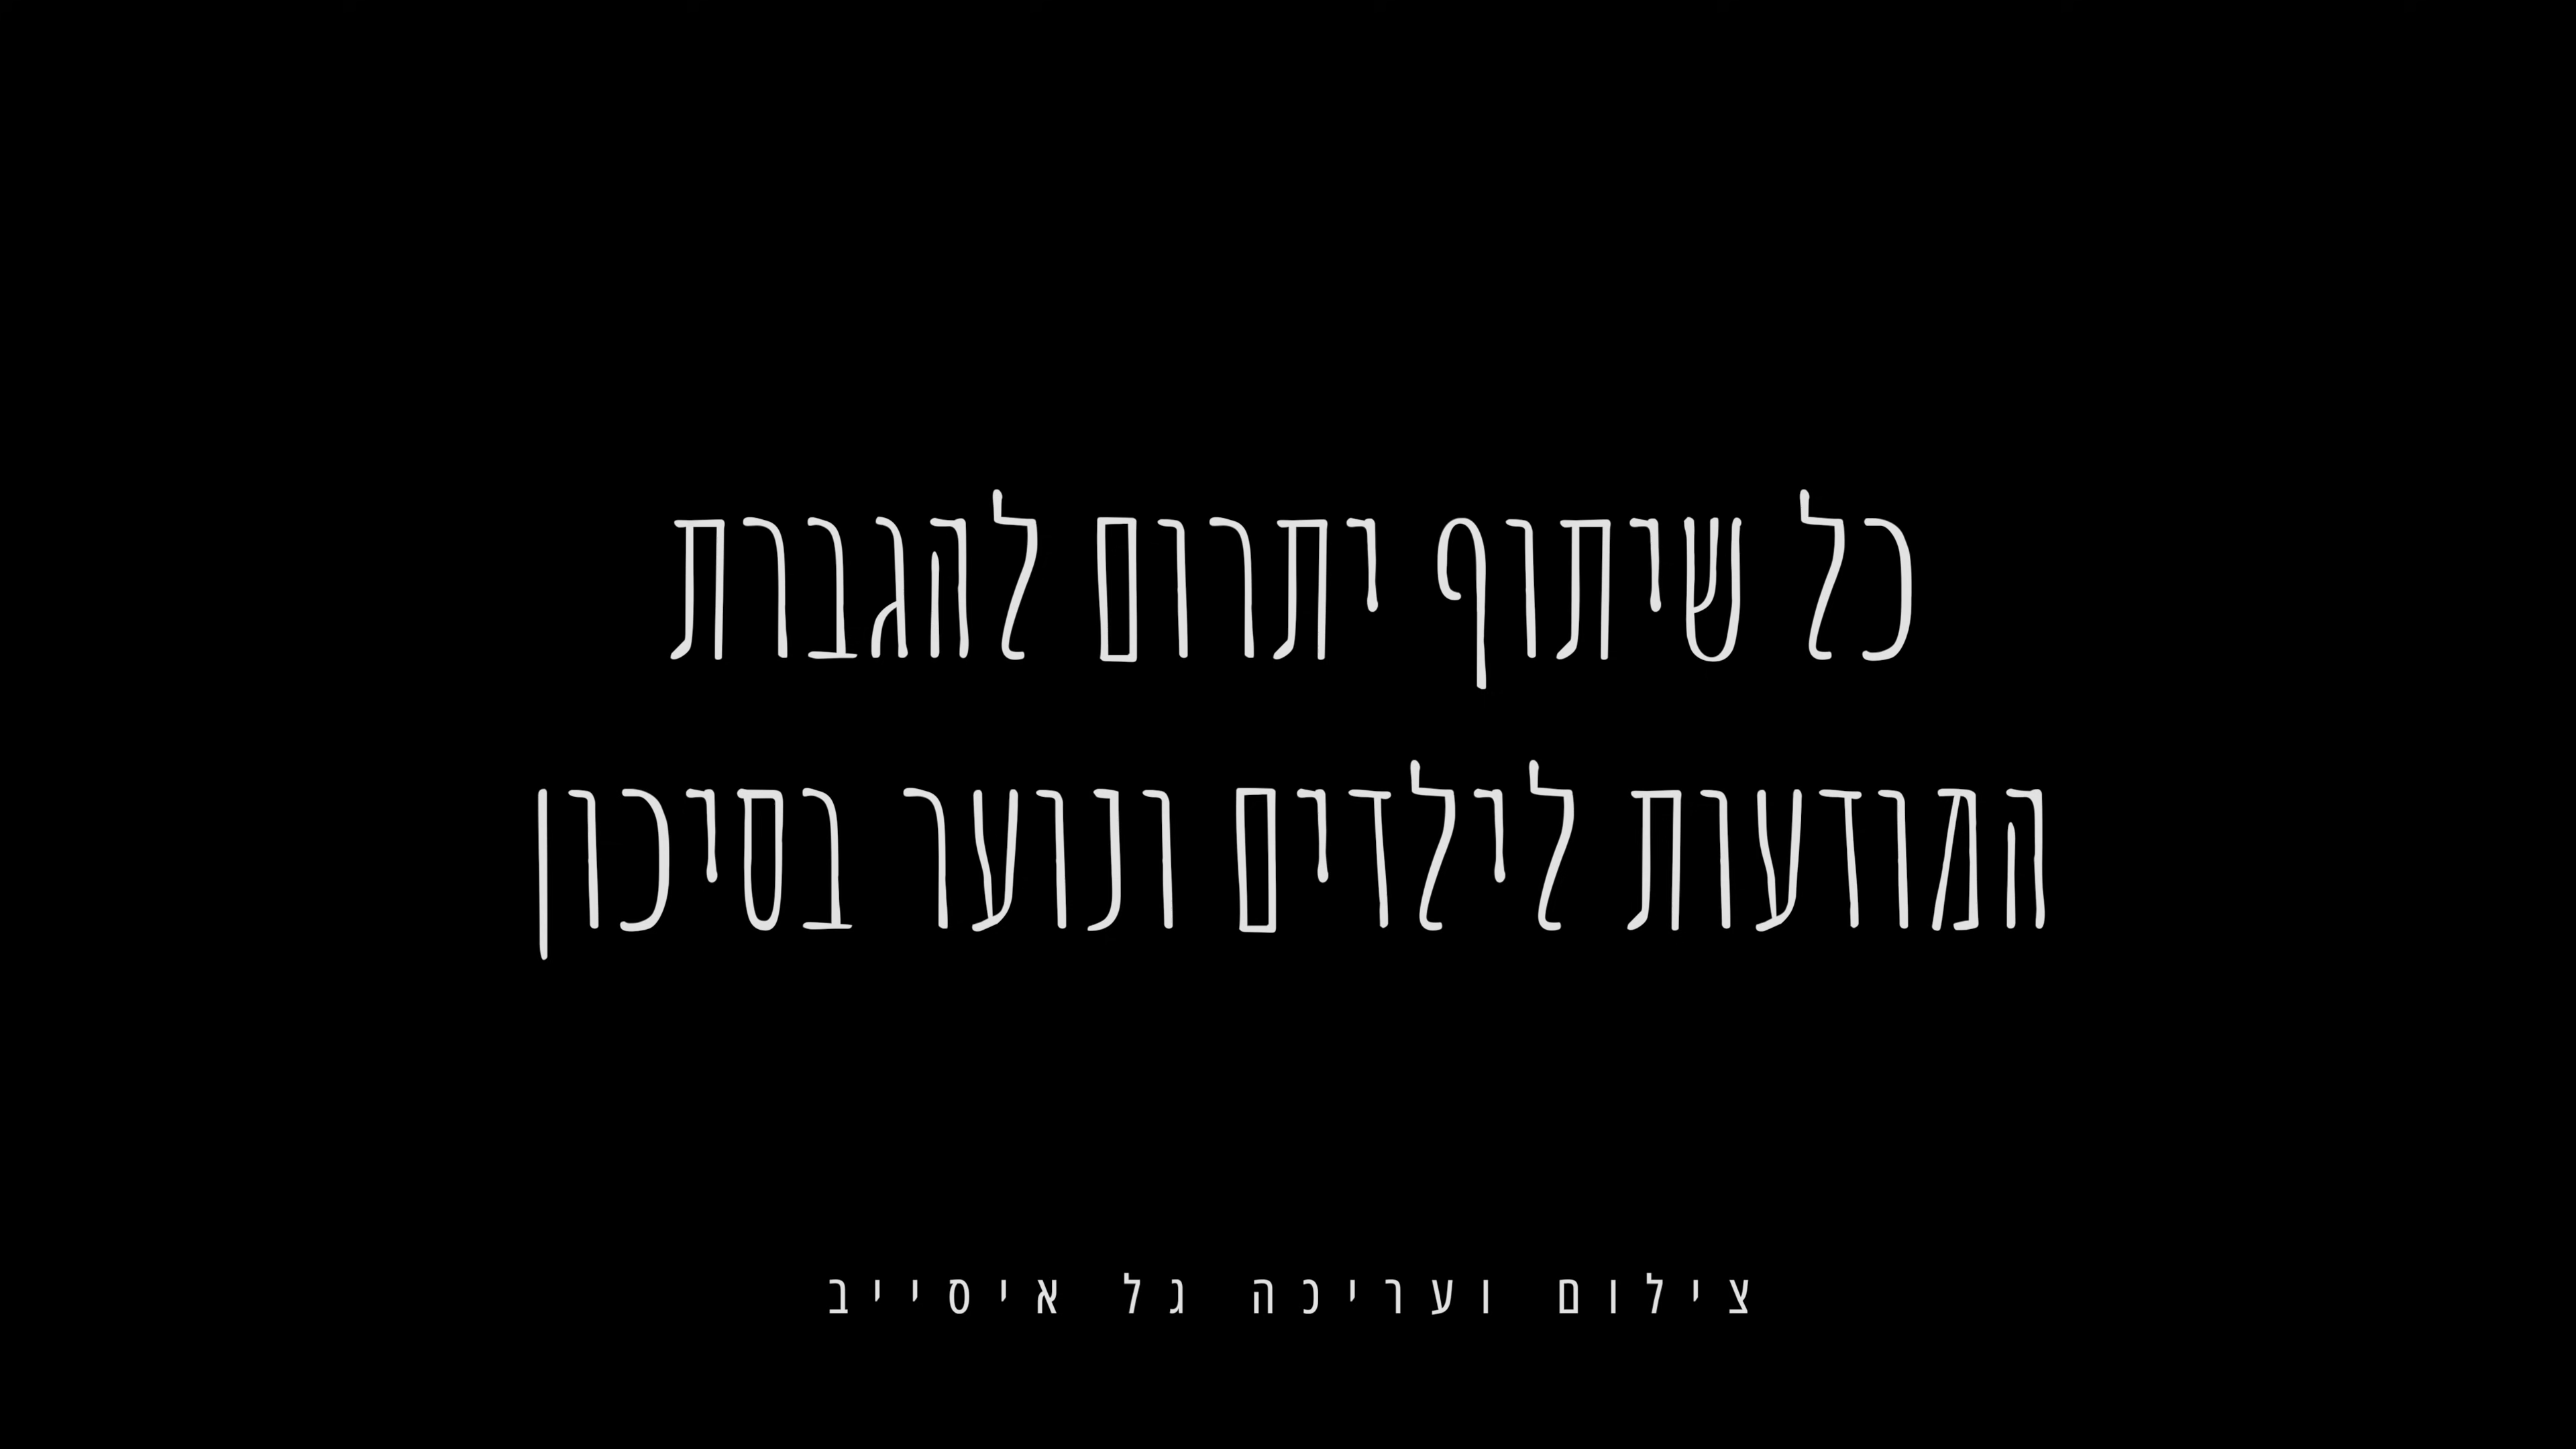 כל שיתוף יתרום להגברת
המודעות לילדים ונוער בסיכון
צילום ועריכה גל איסייב